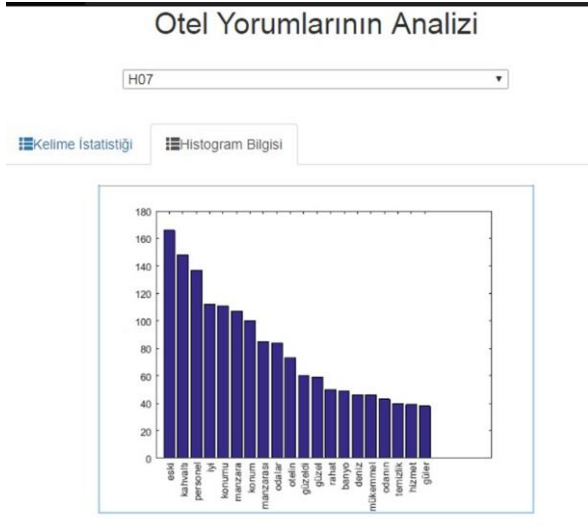 Otel Yorumlarının Analizi
H07
Kelime İstatistiği
Histogram Bilgisi
180
160
140
120
100
80
60
40
20
0
eski
kahvaltı
personel
iyi
konumu
manzara
konum
manzarası
odalar
otelin
güzeldi
güzel
rahat
banyo
deniz
mükemmel
odanın
temizlik
hizmet
güler